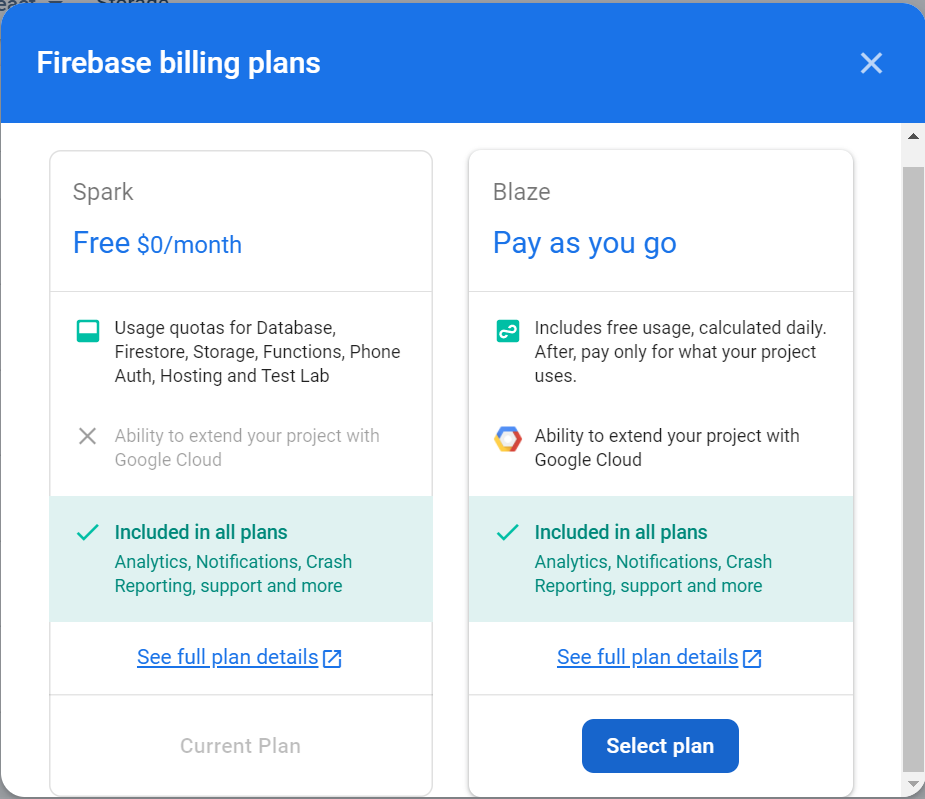 Storage
Firebase billing plans
Spark
Free $0/month
Usage quotas for Database,
Firestore, Storage, Functions, Phone
Auth, Hosting and Test Lab
Ability to extend your project with
Google Cloud
Included in all plans
Analytics, Notifications, Crash
Reporting, support and more
See full plan details
Current Plan
Blaze
Pay as you go
Includes free usage, calculated daily.
After, pay only for what your project
uses.
Ability to extend your project with
Google Cloud
Included in all plans
Analytics, Notifications, Crash
Reporting, support and more
See full plan details
Select plan